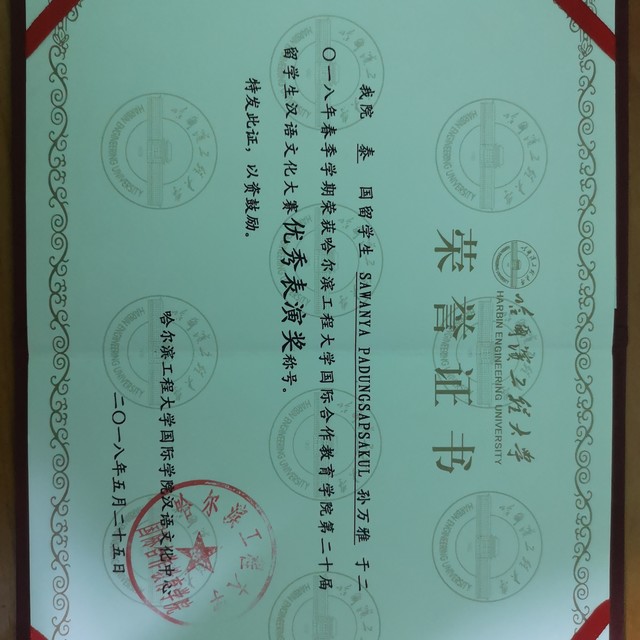 哈尔滨工程大学
HARBIN ENGINEERING UNIVERSITY
荣誉证书
我院 泰 国留学生 SAWANYA PADUNGSAPSAKUL 孙万雅 于二
〇一八年春季学期荣获哈尔滨工程大学国际合作教育学院第二十届
留学生汉语文化大赛优秀表演奖称号。
特发此证，以资鼓励。
哈尔滨工程大学国际学院汉语文化中心
二〇一八年五月二十五日